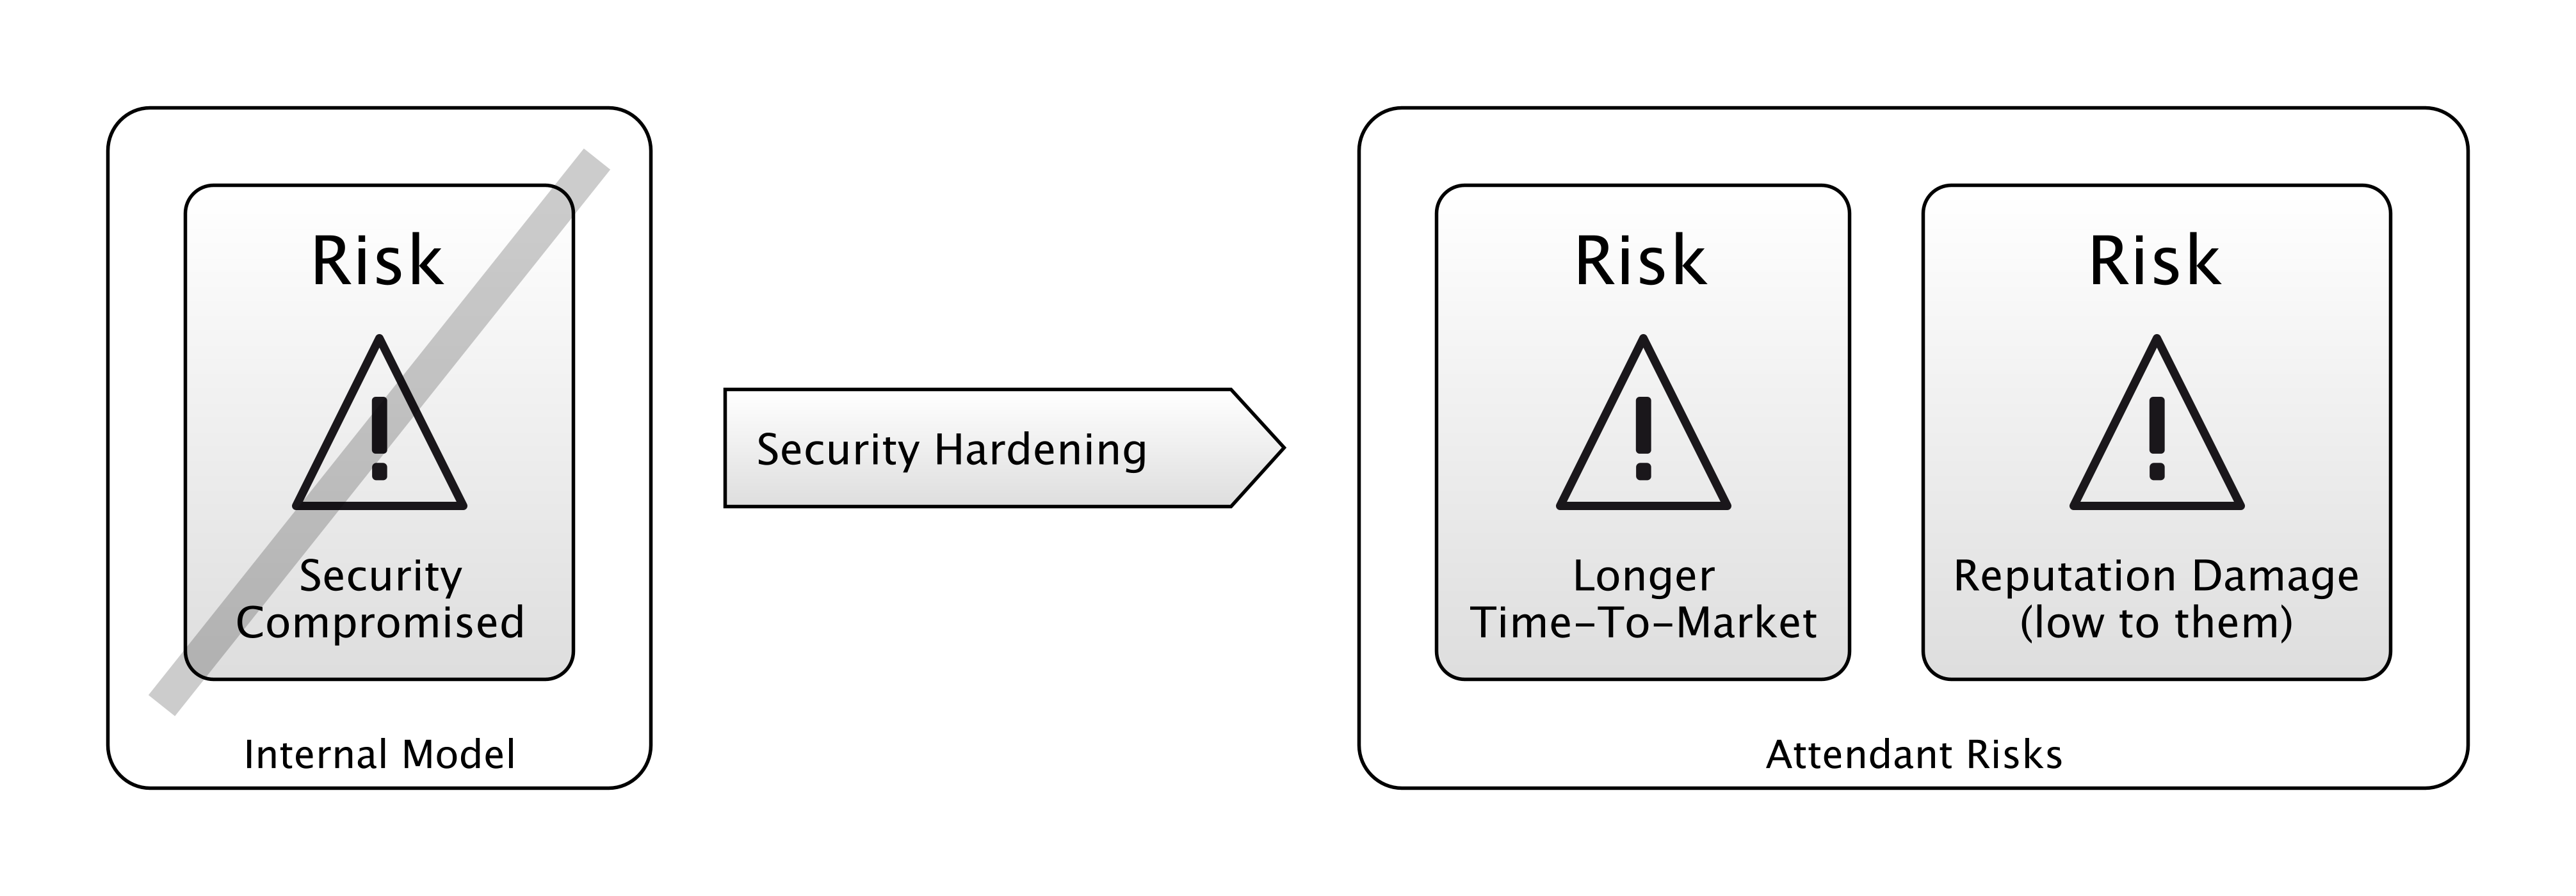 Risk
Security
Compromised
Internal Model
Security Hardening
Risk
Longer
Time-To-Market
Risk
Reputation Damage
(low to them)
Attendant Risks